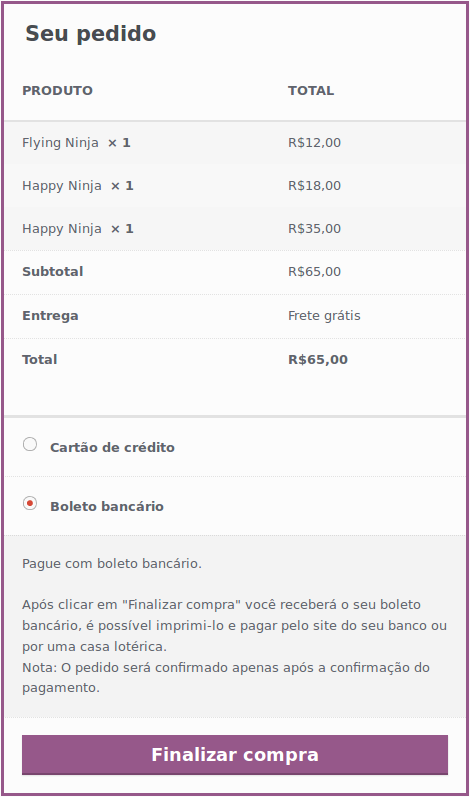 Seu pedido
PRODUTO TOTAL
Flying Ninja × 1 R$12,00
Happy Ninja × 1 R$18,00
Happy Ninja × 1 R$35,00
Subtotal R$65,00
Entrega Frete grátis
Total R$65,00
Cartão de crédito
Boleto bancário
Pague com boleto bancário.
Após clicar em "Finalizar compra" você receberá o seu boleto
bancário, é possível imprimi-lo e pagar pelo site do seu banco ou
por uma casa lotérica.
Nota: O pedido será confirmado apenas após a confirmação do
pagamento.
Finalizar compra